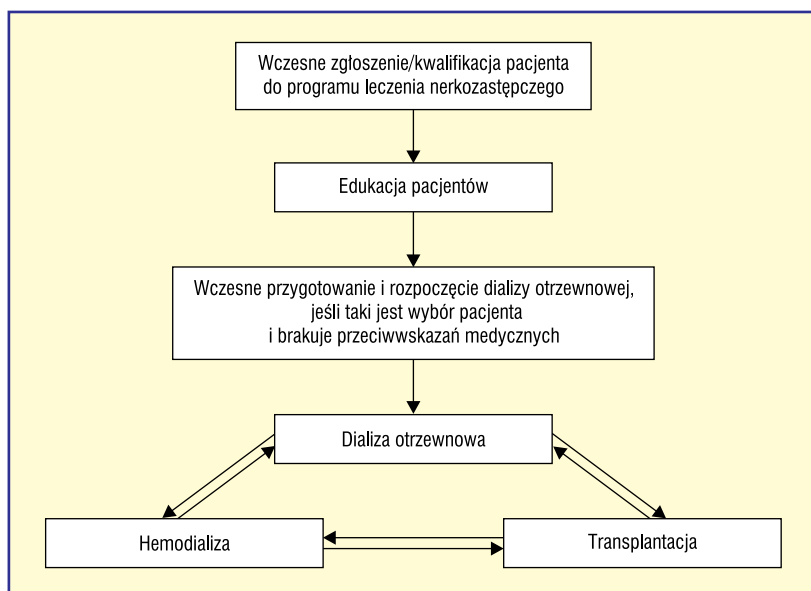 Wczesne zgłoszenie/kwalifikacja pacjenta
do programu leczenia nerkozastępczego
Edukacja pacjentów
Wczesne przygotowanie i rozpoczęcie dializy otrzewnowej,
jeśli taki jest wybór pacjenta
i brakuje przeciwwskazań medycznych
Dializa otrzewnowa
Hemodializa
Transplantacja